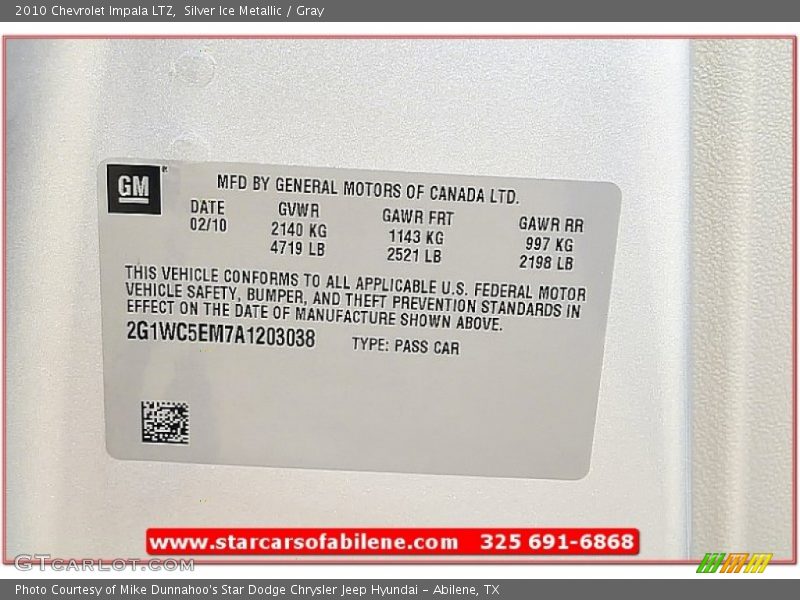 2010 Chevrolet Impala LTZ, Silver Ice Metallic / Gray
GM
MFD BY GENERAL MOTORS OF CANADA LTD.
DATE GVWR GAWR FRT GAWR RR
02/10 2140 KG 1143 KG 997 KG
4719 LB 2521 LB 2198 LB
THIS VEHICLE CONFORMS TO ALL APPLICABLE U.S. FEDERAL MOTOR
VEHICLE SAFETY, BUMPER, AND THEFT PREVENTION STANDARDS IN
EFFECT ON THE DATE OF MANUFACTURE SHOWN ABOVE.
2G1WC5EM7A1203038 TYPE: PASS CAR
www.starcarsofabilene.com 325 691-6868
GTCARLOT.COM
Photo Courtesy of Mike Dunnahoo's Star Dodge Chrysler Jeep Hyundai - Abilene, TX